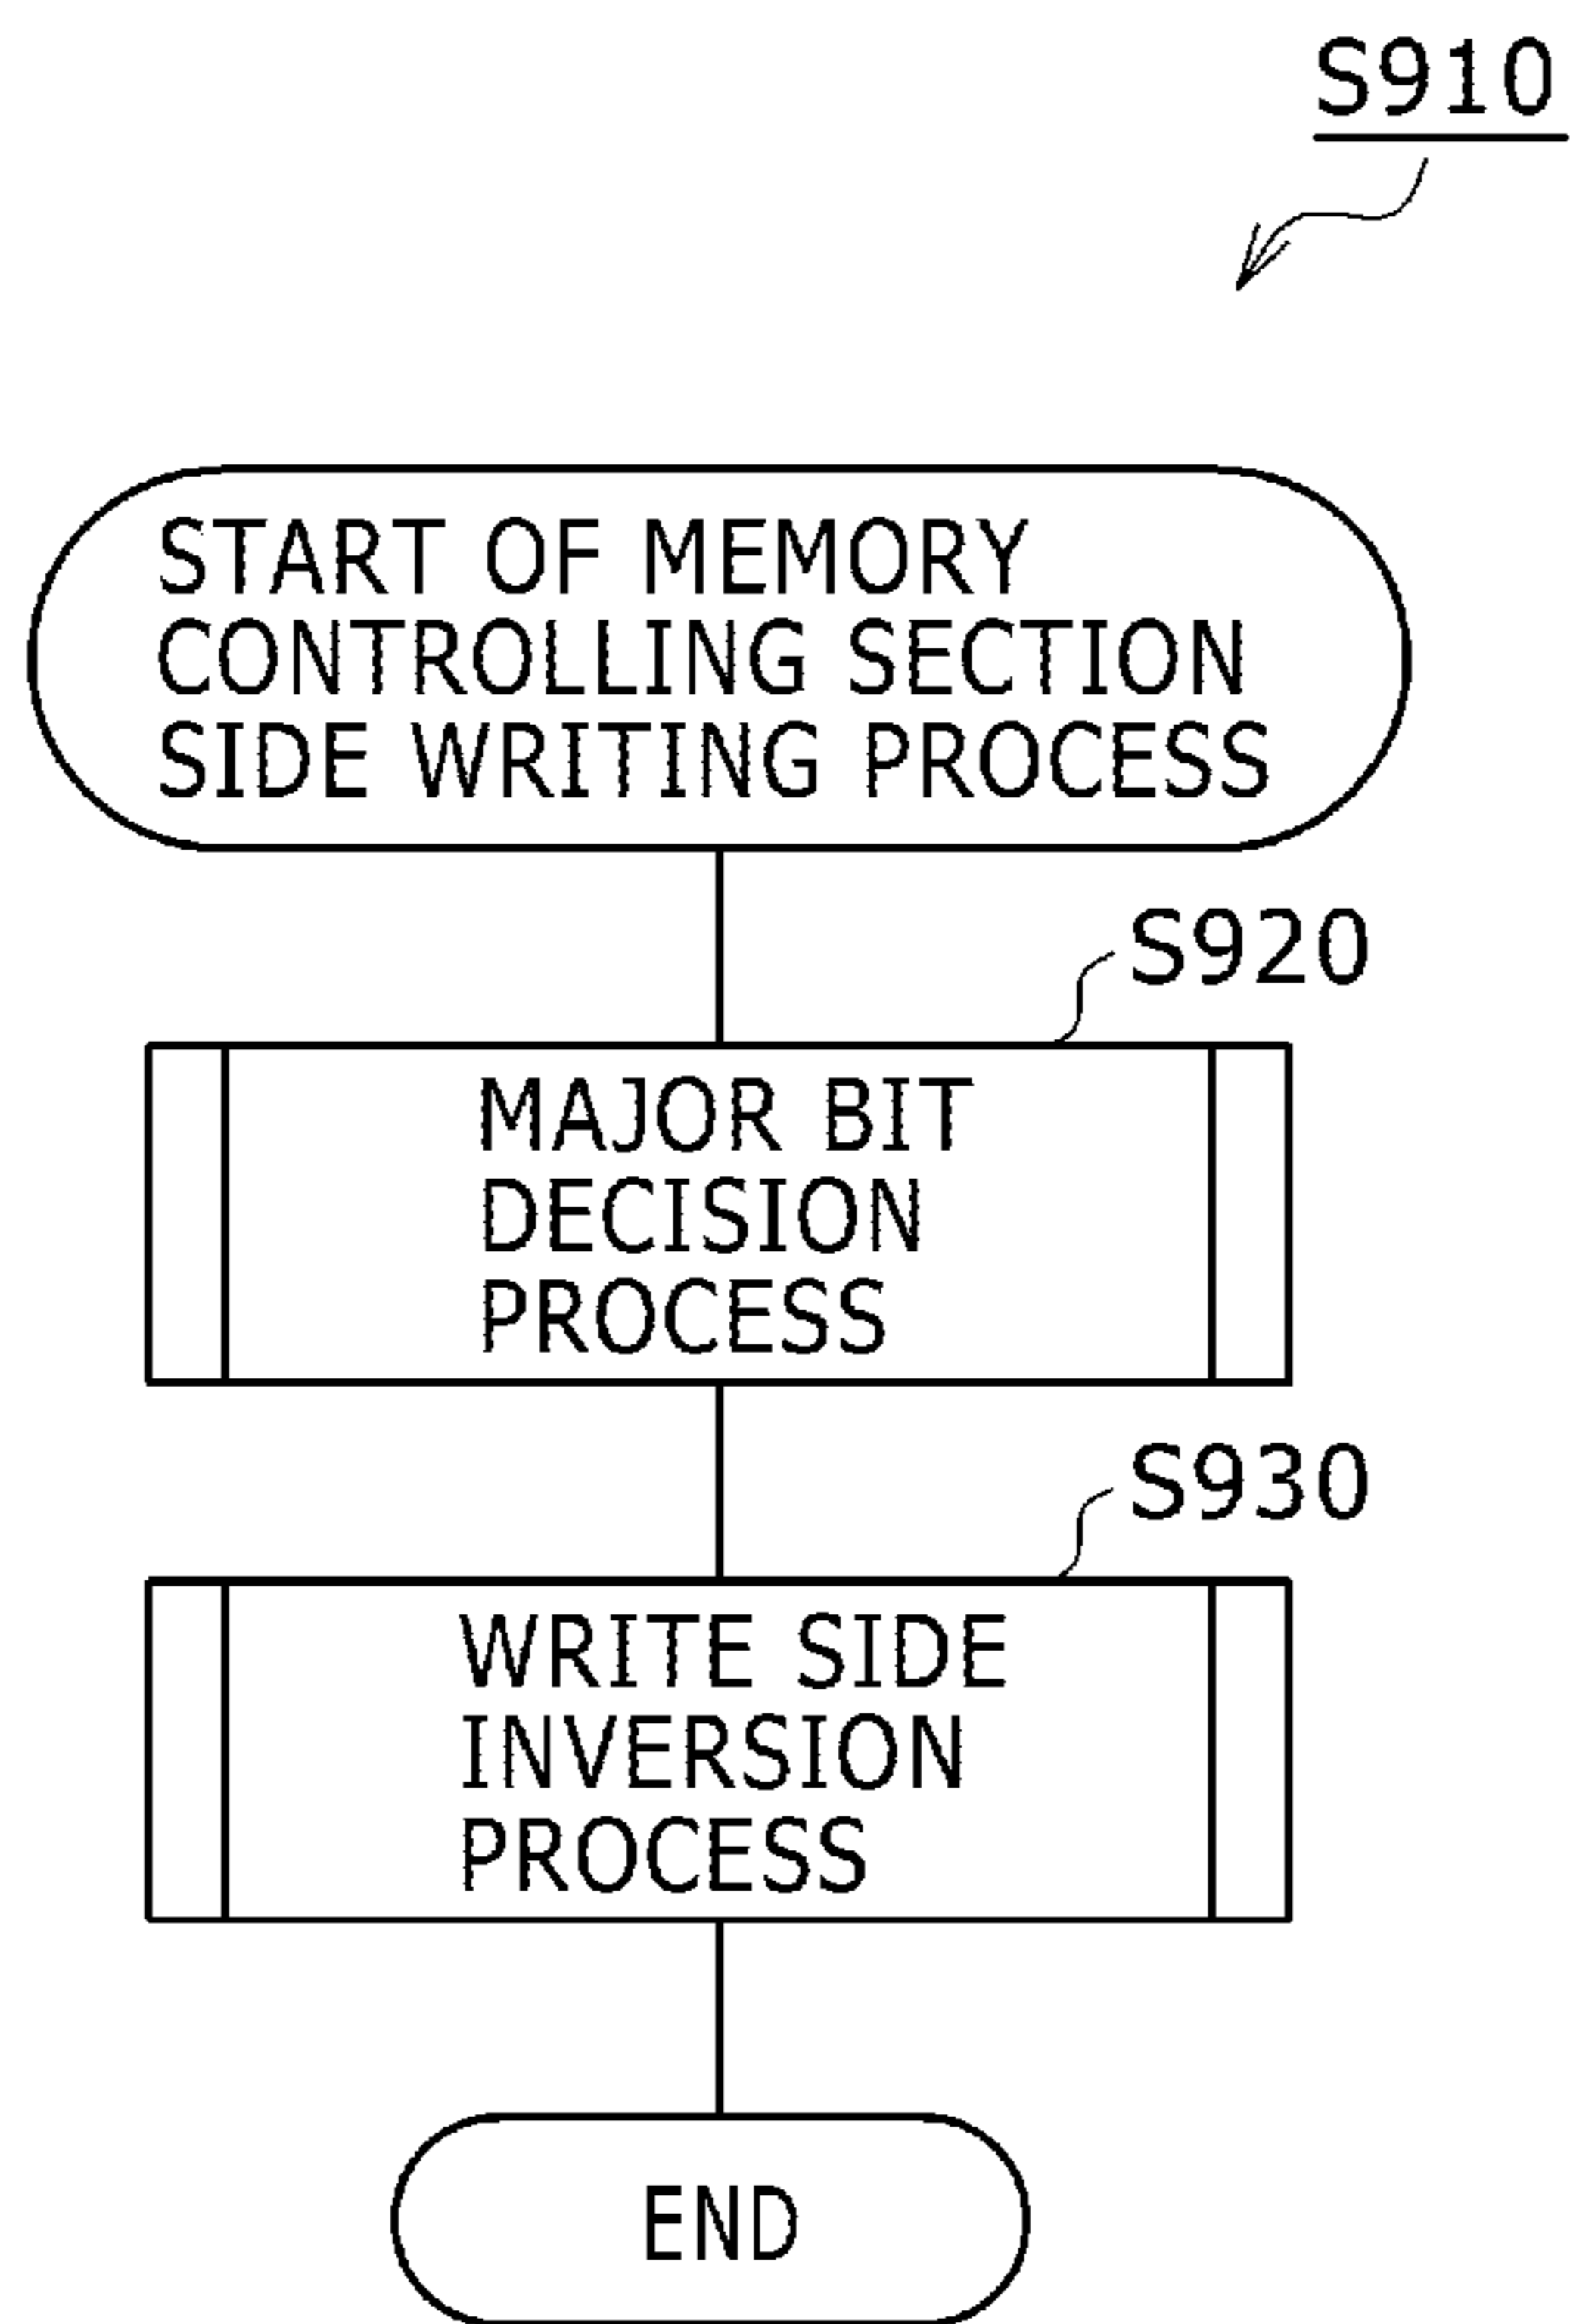 S910
START OF MEMORY
CONTROLLING SECTION
SIDE WRITING PROCESS
S920
MAJOR BIT
DECISION
PROCESS
S930
WRITE SIDE
INVERSION
PROCESS
END